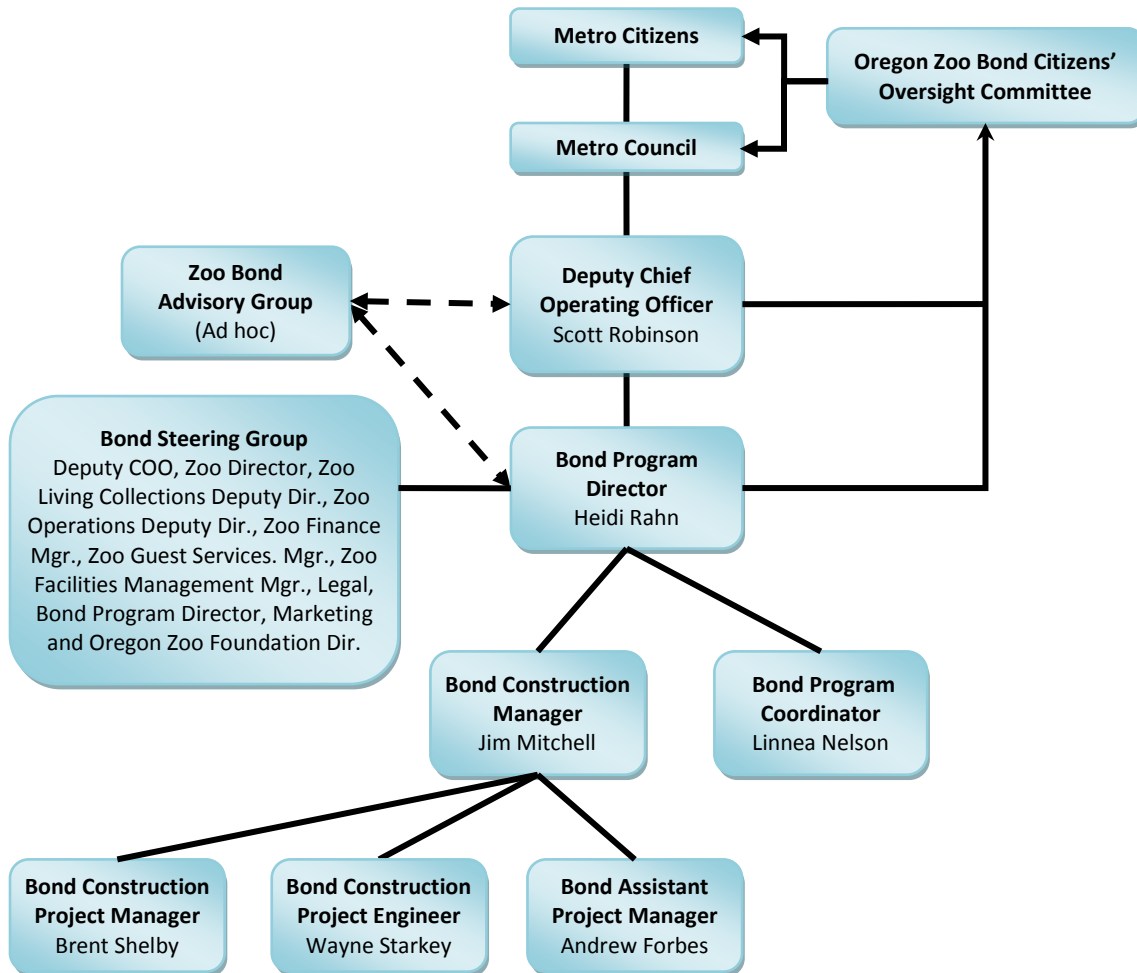 Metro Citizens
Oregon Zoo Bond Citizens’
Oversight Committee
Metro Council
Zoo Bond
Advisory Group
(Ad hoc)
Deputy Chief
Operating Officer
Scott Robinson
Bond Steering Group
Deputy COO, Zoo Director, Zoo
Living Collections Deputy Dir., Zoo
Operations Deputy Dir., Zoo Finance
Mgr., Zoo Guest Services. Mgr., Zoo
Facilities Management Mgr., Legal,
Bond Program Director, Marketing
and Oregon Zoo Foundation Dir.
Bond Program
Director
Heidi Rahn
Bond Construction
Manager
Jim Mitchell
Bond Program
Coordinator
Linnea Nelson
Bond Construction
Project Manager
Brent Shelby
Bond Construction
Project Engineer
Wayne Starkey
Bond Assistant
Project Manager
Andrew Forbes